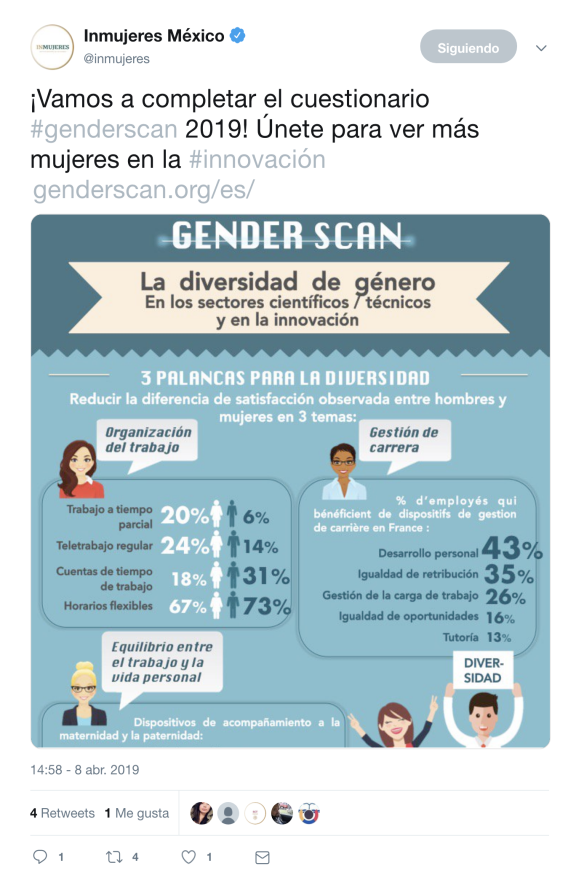 Inmujeres México
INMUJERES
@inmujeres
Siguiendo
¡Vamos a completar el cuestionario
#genderscan 2019! Únete para ver más
mujeres en la #innovación
genderscan.org/es/
GENDER SCAN
La diversidad de género
En los sectores científicos / técnicos
y en la innovación
3 PALANCAS PARA LA DIVERSIDAD
Reducir la diferencia de satisfacción observada entre hombres y
mujeres en 3 temas:
Organización
del trabajo
Trabajo a tiempo
parcial
20% 6%
Teletrabajo regular 24% 14%
Cuentas de tiempo
de trabajo
18% 31%
Horarios flexibles 67% 73%
Gestión de
carrera
% d'employés qui
bénéficient de dispositifs de gestion
de carrière en France :
Desarrollo personal 43%
Igualdad de retribución 35%
Gestión de la carga de trabajo 26%
Igualdad de oportunidades 16%
Tutoría 13%
Equilibrio entre
el trabajo y la
vida personal
Dispositivos de acompañamiento a la
maternidad y la paternidad:
DIVER-
SIDAD
14:58 - 8 abr. 2019
4 Retweets 1 Me gusta
1 4 1